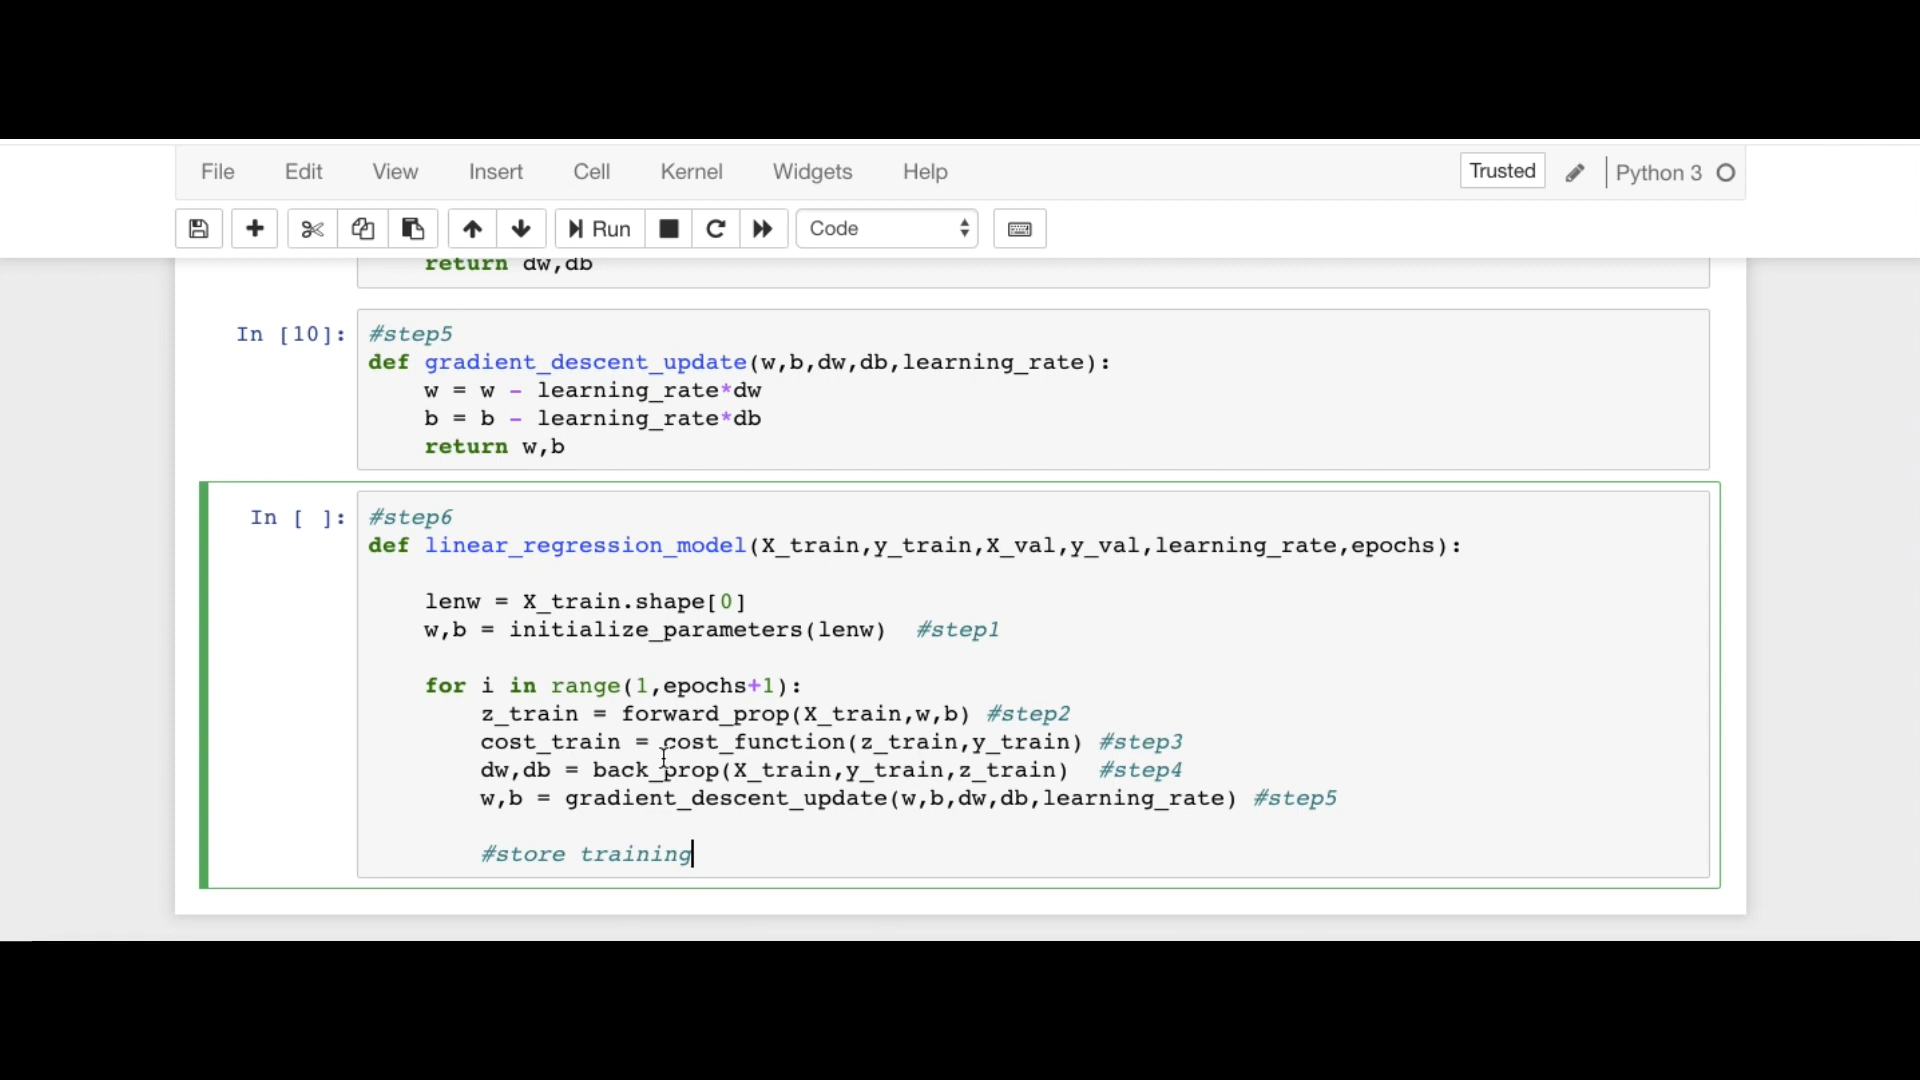 File Edit View Insert Cell Kernel Widgets Help Trusted Python 3
Run Code
return dw,db
In [10]: #step5
def gradient_descent_update(w,b,dw,db,learning_rate):
w = w - learning_rate*dw
b = b - learning_rate*db
return w,b
In [ ]: #step6
def linear_regression_model(X_train,y_train,X_val,y_val,learning_rate,epochs):
lenw = X_train.shape[0]
w,b = initialize_parameters(lenw) #step1
for i in range(1,epochs+1):
z_train = forward_prop(X_train,w,b) #step2
cost_train = cost_function(z_train,y_train) #step3
dw,db = back_prop(X_train,y_train,z_train) #step4
w,b = gradient_descent_update(w,b,dw,db,learning_rate) #step5
#store training